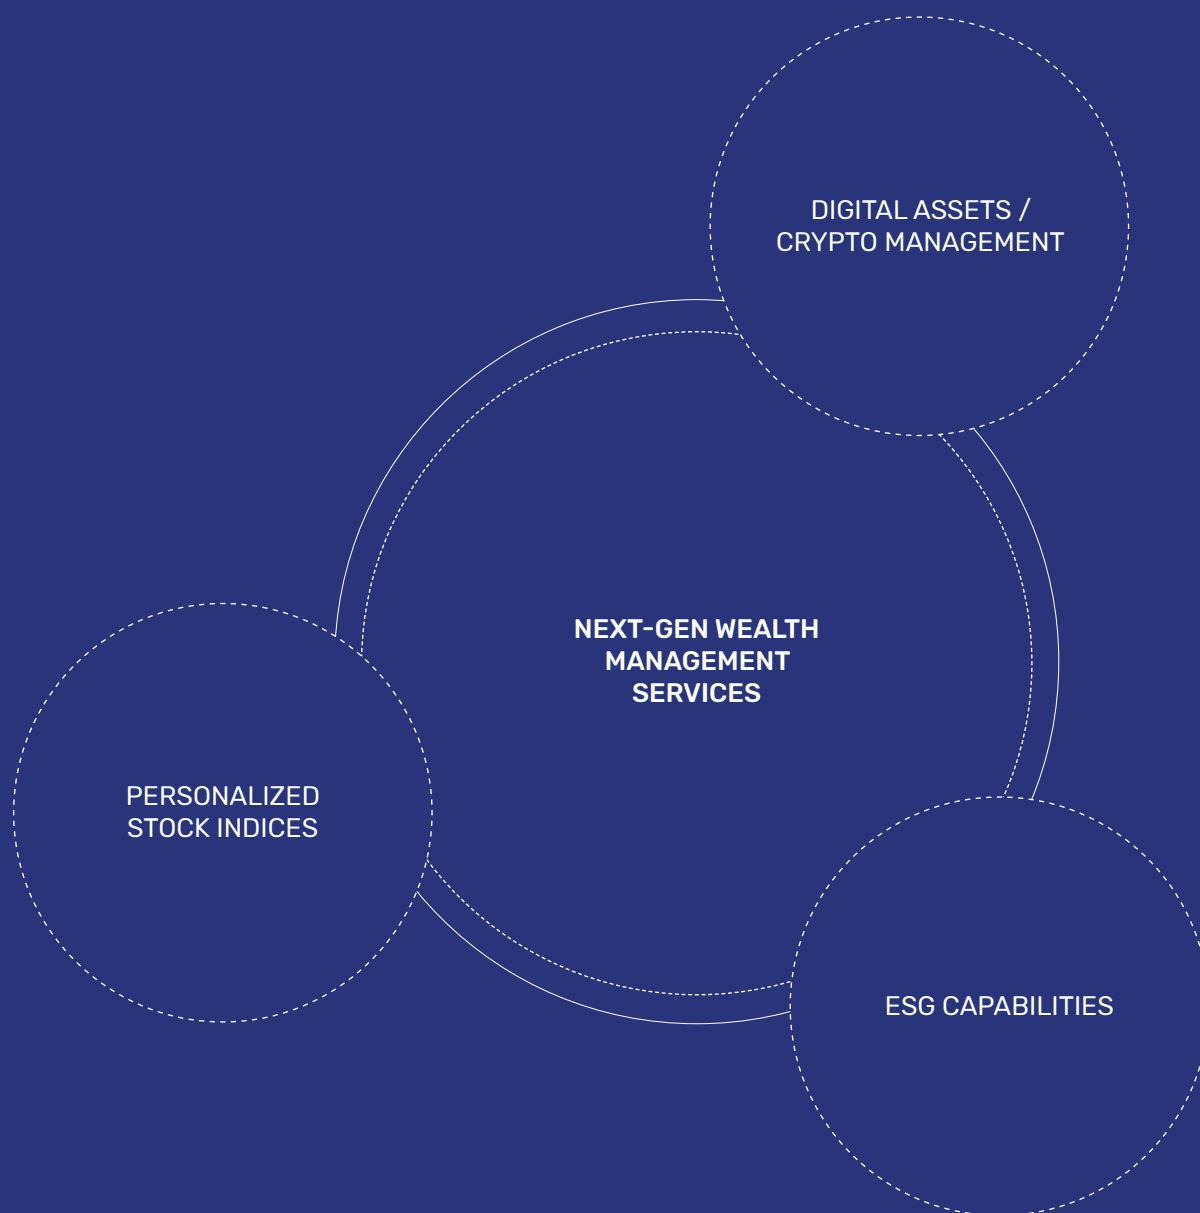 DIGITAL ASSETS /
CRYPTO MANAGEMENT
NEXT-GEN WEALTH
MANAGEMENT
SERVICES
PERSONALIZED
STOCK INDICES
ESG CAPABILITIES